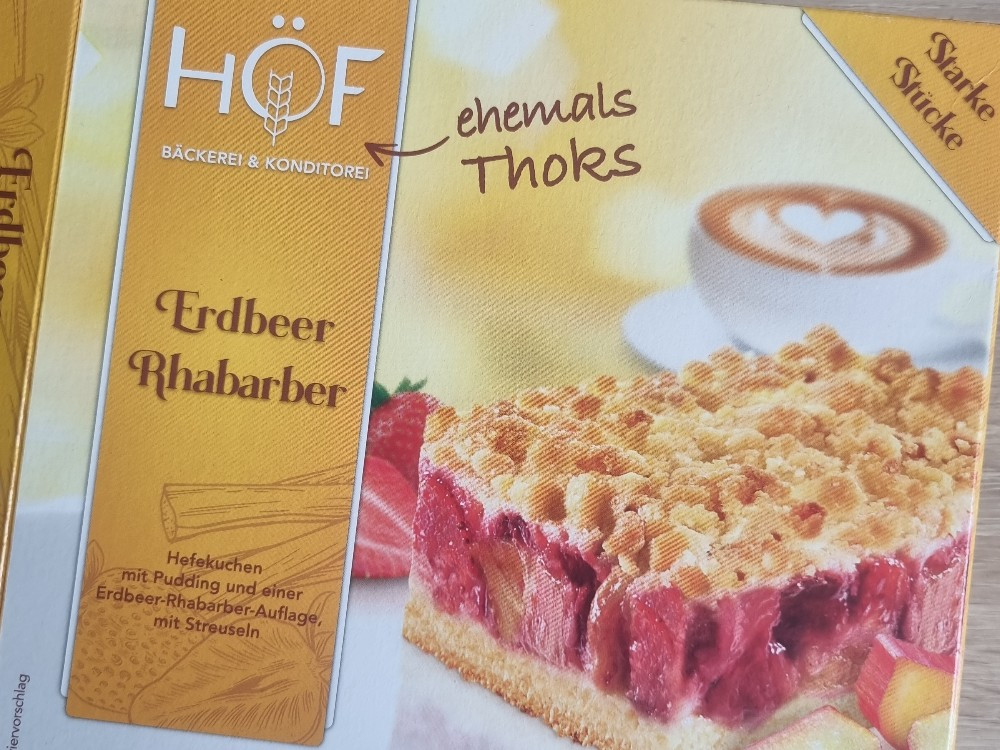 HÖF
BÄCKEREI & KONDITOREI
ehemals
Thoks
Starke
Stücke
Erdbeer
Rhabarber
Hefekuchen
mit Pudding und einer
Erdbeer-Rhabarber-Auflage,
mit Streuseln